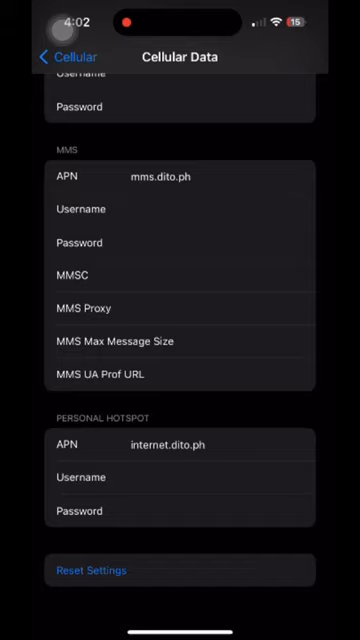 4:02
15
Cellular
Cellular Data
Username
Password
MMS
APN mms.dito.ph
Username
Password
MMSC
MMS Proxy
MMS Max Message Size
MMS UA Prof URL
PERSONAL HOTSPOT
APN internet.dito.ph
Username
Password
Reset Settings